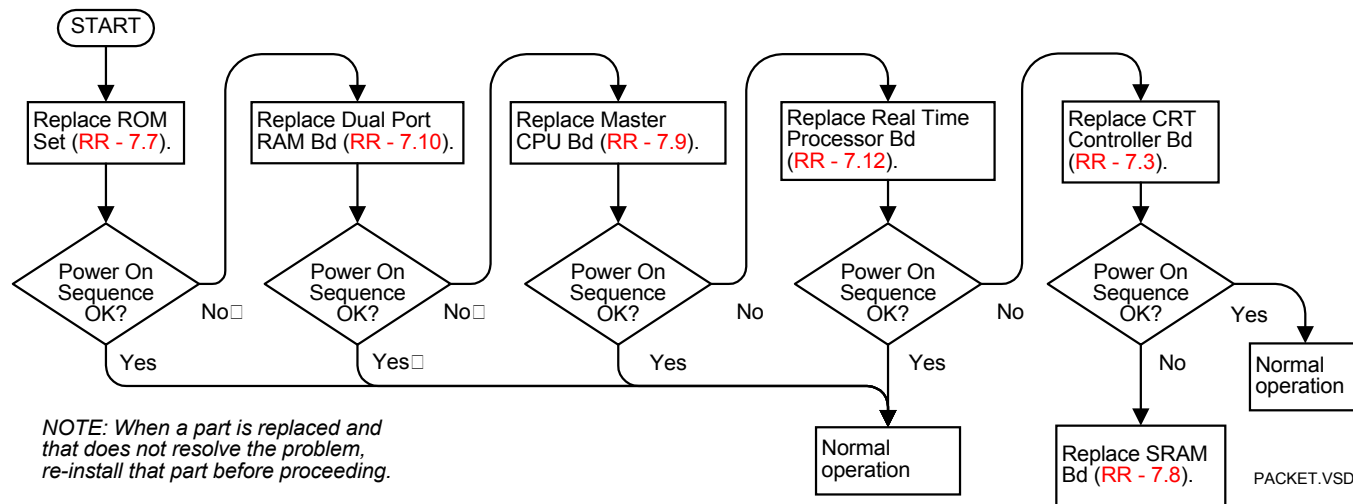 START
Replace ROM
Set (RR - 7.7).
Replace Dual Port
RAM Bd (RR - 7.10).
Replace Master
CPU Bd (RR - 7.9).
Replace Real Time
Processor Bd
(RR - 7.12).
Replace CRT
Controller Bd
(RR - 7.3).
Power On
Sequence
OK?
No□
Yes
Power On
Sequence
OK?
No□
Yes□
Power On
Sequence
OK?
No
Yes
Power On
Sequence
OK?
No
Yes
Power On
Sequence
OK?
Yes
No
Normal
operation
Normal
operation
Replace SRAM
Bd (RR - 7.8).
NOTE: When a part is replaced and
that does not resolve the problem,
re-install that part before proceeding.
PACKET.VSD